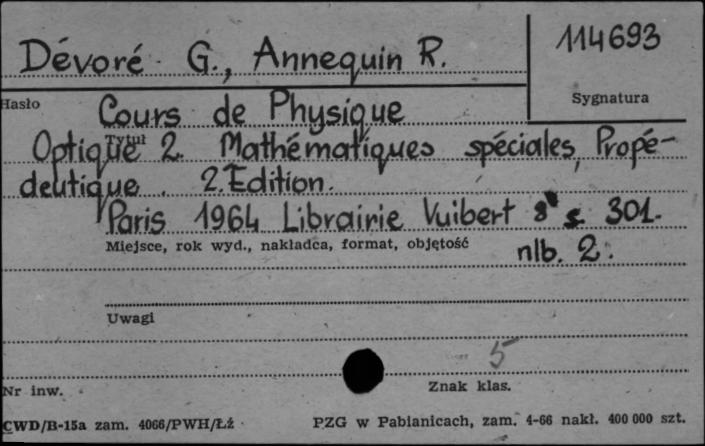 Dévoré G., Annequin R.
114693
Hasło
Sygnatura
Cours de Physique
Tytuł
Optique 2. Mathématiques spéciales, Propé-
deutique. 2. Edition.
Paris 1964 Librairie Vuibert 8° s. 301.
Miejsce, rok wyd., nakładca, format, objętość
nlb. 2.
Uwagi
5
Nr inw.
Znak klas.
CWD/B-15a zam. 4066/PWH/Łź
PZG w Pabianicach, zam. 4-66 nakł. 400 000 szt.